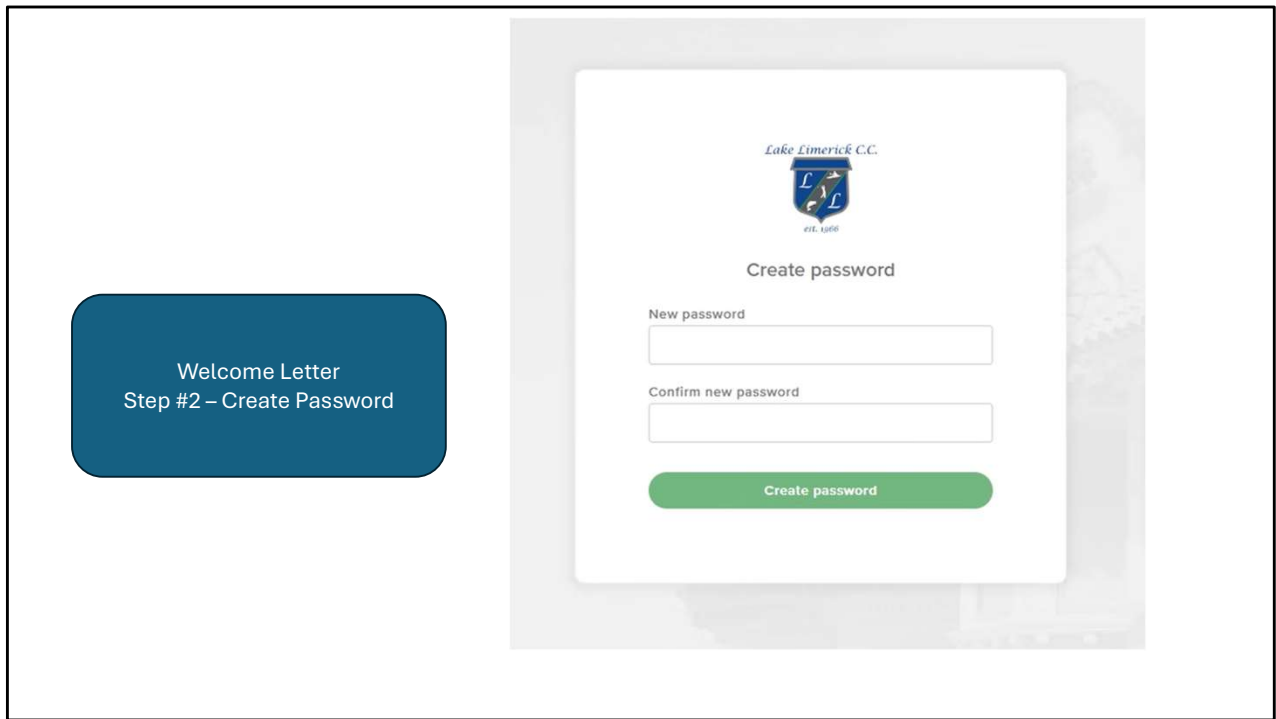 Welcome Letter
Step #2 – Create Password
Lake Limerick C.C.
L
L
est. 1966
Create password
New password
Confirm new password
Create password